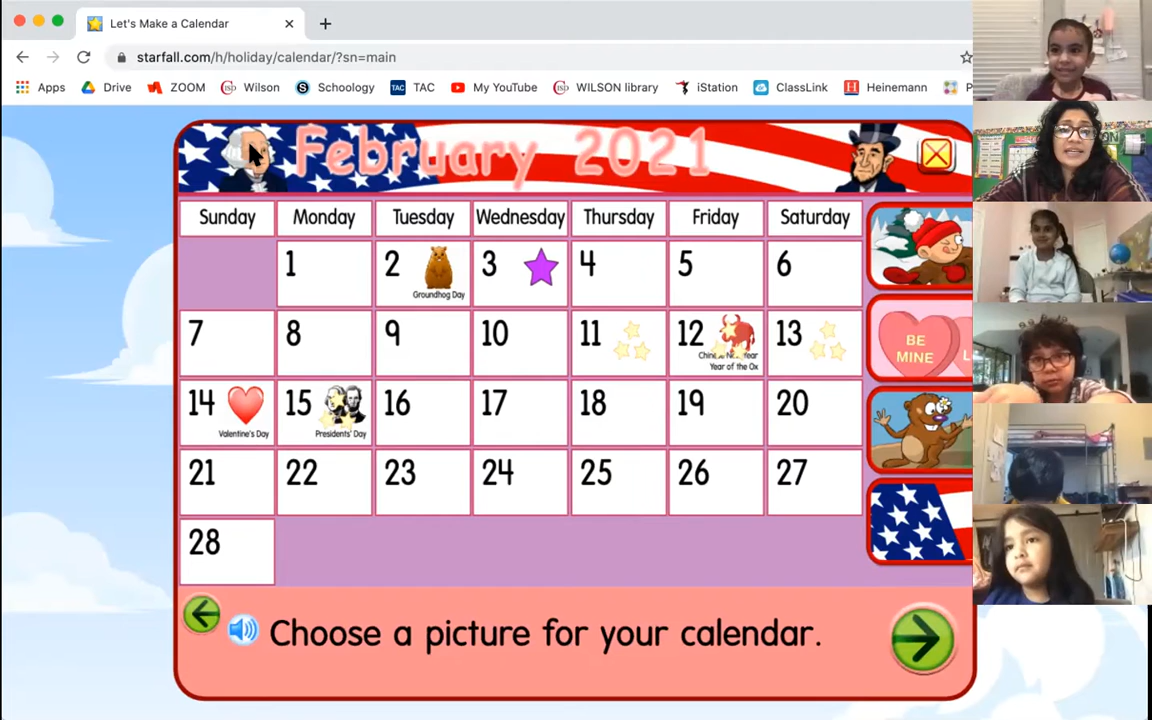 Let's Make a Calendar
starfall.com/h/holiday/calendar/?sn=main
Apps Drive ZOOM Wilson Schoology TAC TAC My YouTube WILSON library iStation ClassLink H Heinemann P
February 2021
Sunday Monday Tuesday Wednesday Thursday Friday Saturday
1 2 3 4 5 6
Groundhog Day
7 8 9 10 11 12 13
Chinese New Year
Year of the Ox
BE
MINE
14 15 16 17 18 19 20
Valentine's Day Presidents' Day
21 22 23 24 25 26 27
28
Choose a picture for your calendar.